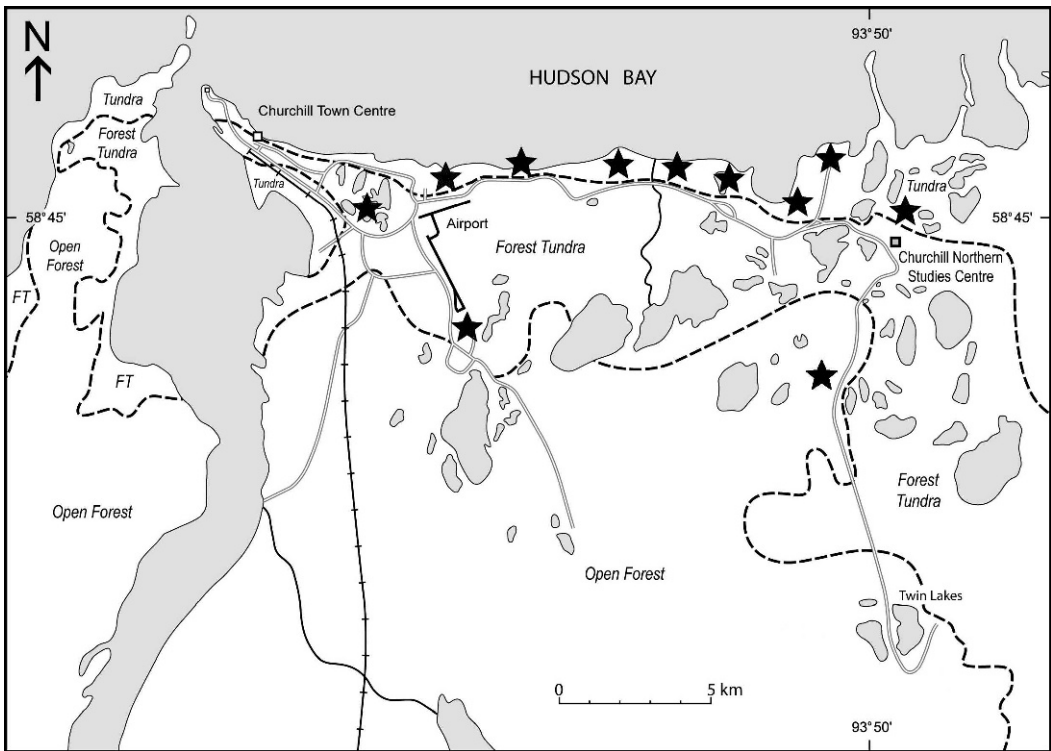 N
93°50'
HUDSON BAY
Tundra
Churchill Town Centre
Forest
Tundra
Tundra
Tundra
58°45'
58°45'
Airport
Open
Forest
Forest Tundra
Churchill Northern
Studies Centre
FT
FT
Forest
Tundra
Open Forest
Open Forest
Twin Lakes
0
5 km
93°50'